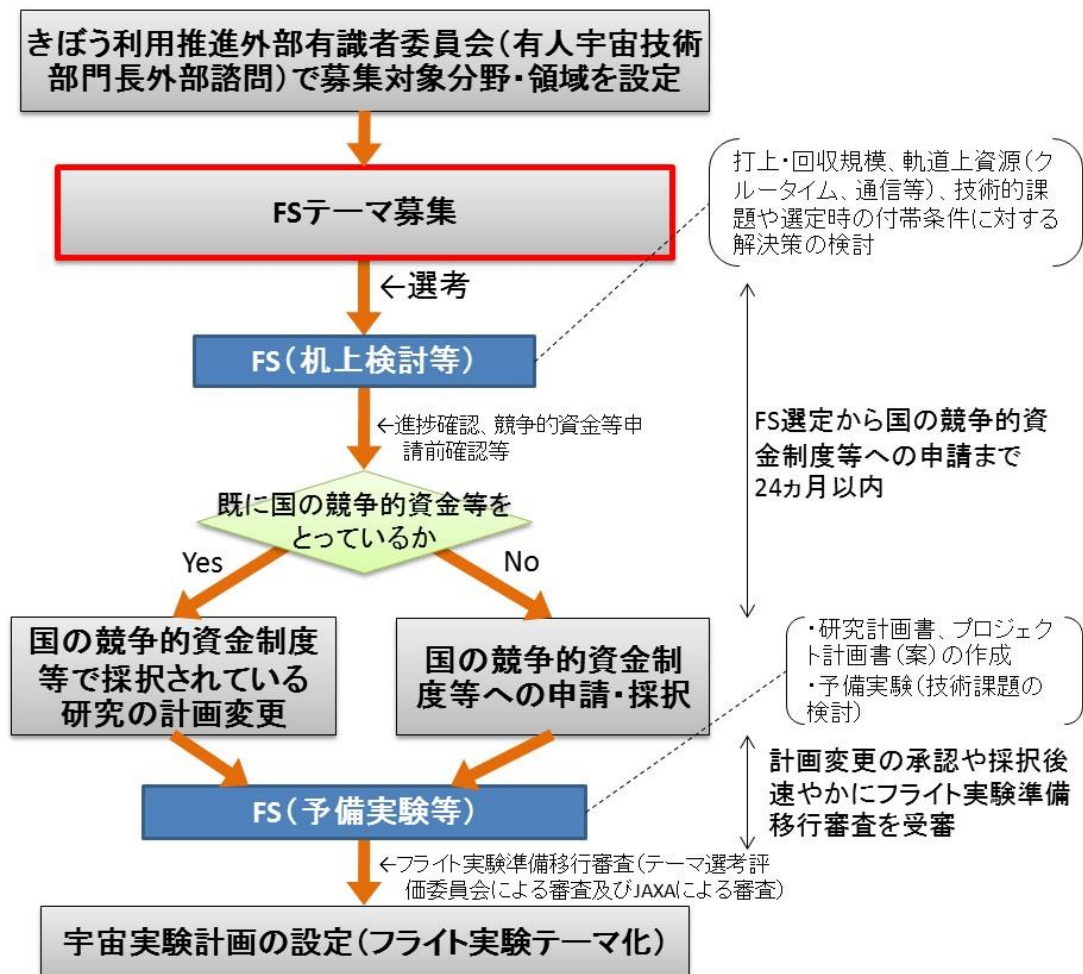 きぼう利用推進外部有識者委員会(有人宇宙技術
部門長外部諮問)で募集対象分野・領域を設定
打上・回収規模、軌道上資源(ク
ルータイム、通信等)、技術的課
題や選定時の付帯条件に対する
解決策の検討
FSテーマ募集
←選考
FS(机上検討等)
←進捗確認、競争的資金等申
請前確認等
FS選定から国の競争的資
金制度等への申請まで
24ヵ月以内
既に国の競争的資金等を
とっているか
Yes
No
国の競争的資金制度
等で採択されている
研究の計画変更
国の競争的資金制
度等への申請・採択
・研究計画書、プロジェク
ト計画書(案)の作成
・予備実験(技術課題の
検討)
計画変更の承認や採択後
速やかにフライト実験準備
移行審査を受審
FS(予備実験等)
←フライト実験準備移行審査(テーマ選考評
価委員会による審査及びJAXAによる審査)
宇宙実験計画の設定(フライト実験テーマ化)